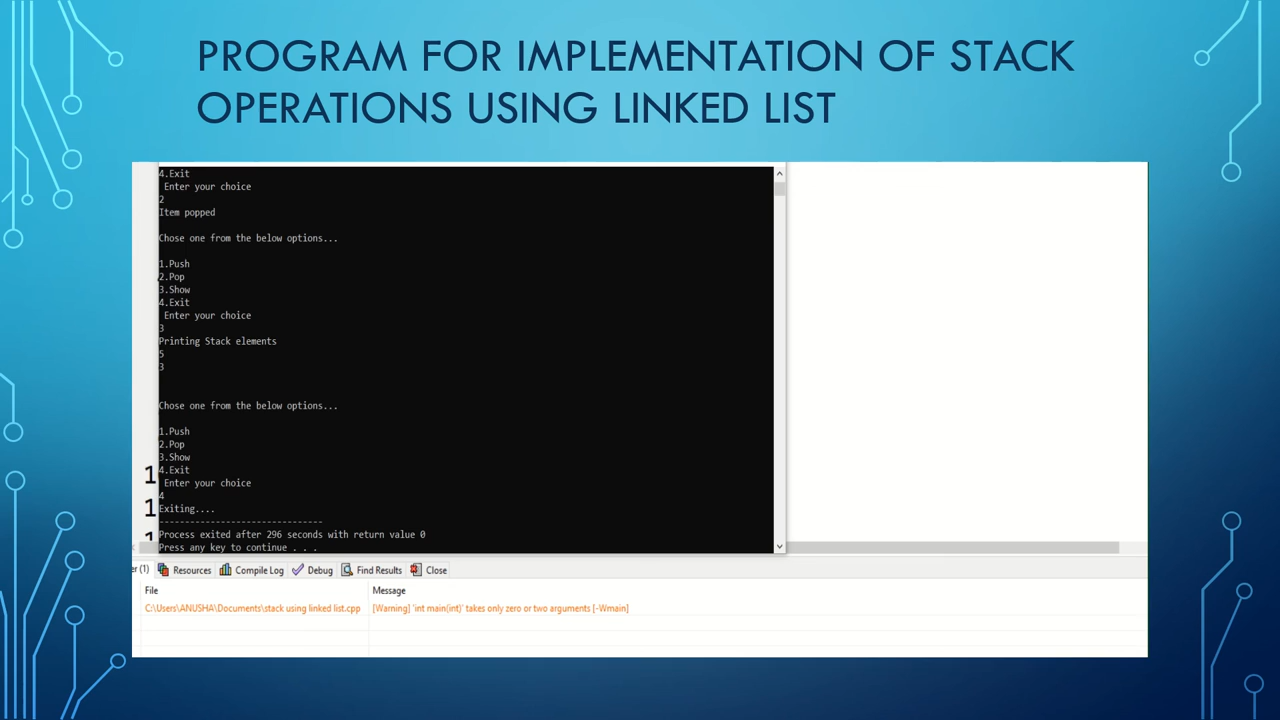 PROGRAM FOR IMPLEMENTATION OF STACK
OPERATIONS USING LINKED LIST
4.Exit
Enter your choice
2
Item popped
Chose one from the below options...
1.Push
2.Pop
3.Show
4.Exit
Enter your choice
3
Printing Stack elements
5
3
Chose one from the below options...
1.Push
2.Pop
3.Show
4.Exit
Enter your choice
4
Exiting....
--------------------------------
Process exited after 296 seconds with return value 0
Press any key to continue . . .
1
1
er (1) Resources Compile Log Debug Find Results Close
File Message
C:\Users\ANUSHA\Documents\stack using linked list.cpp [Warning] 'int main(int)' takes only zero or two arguments [-Wmain]